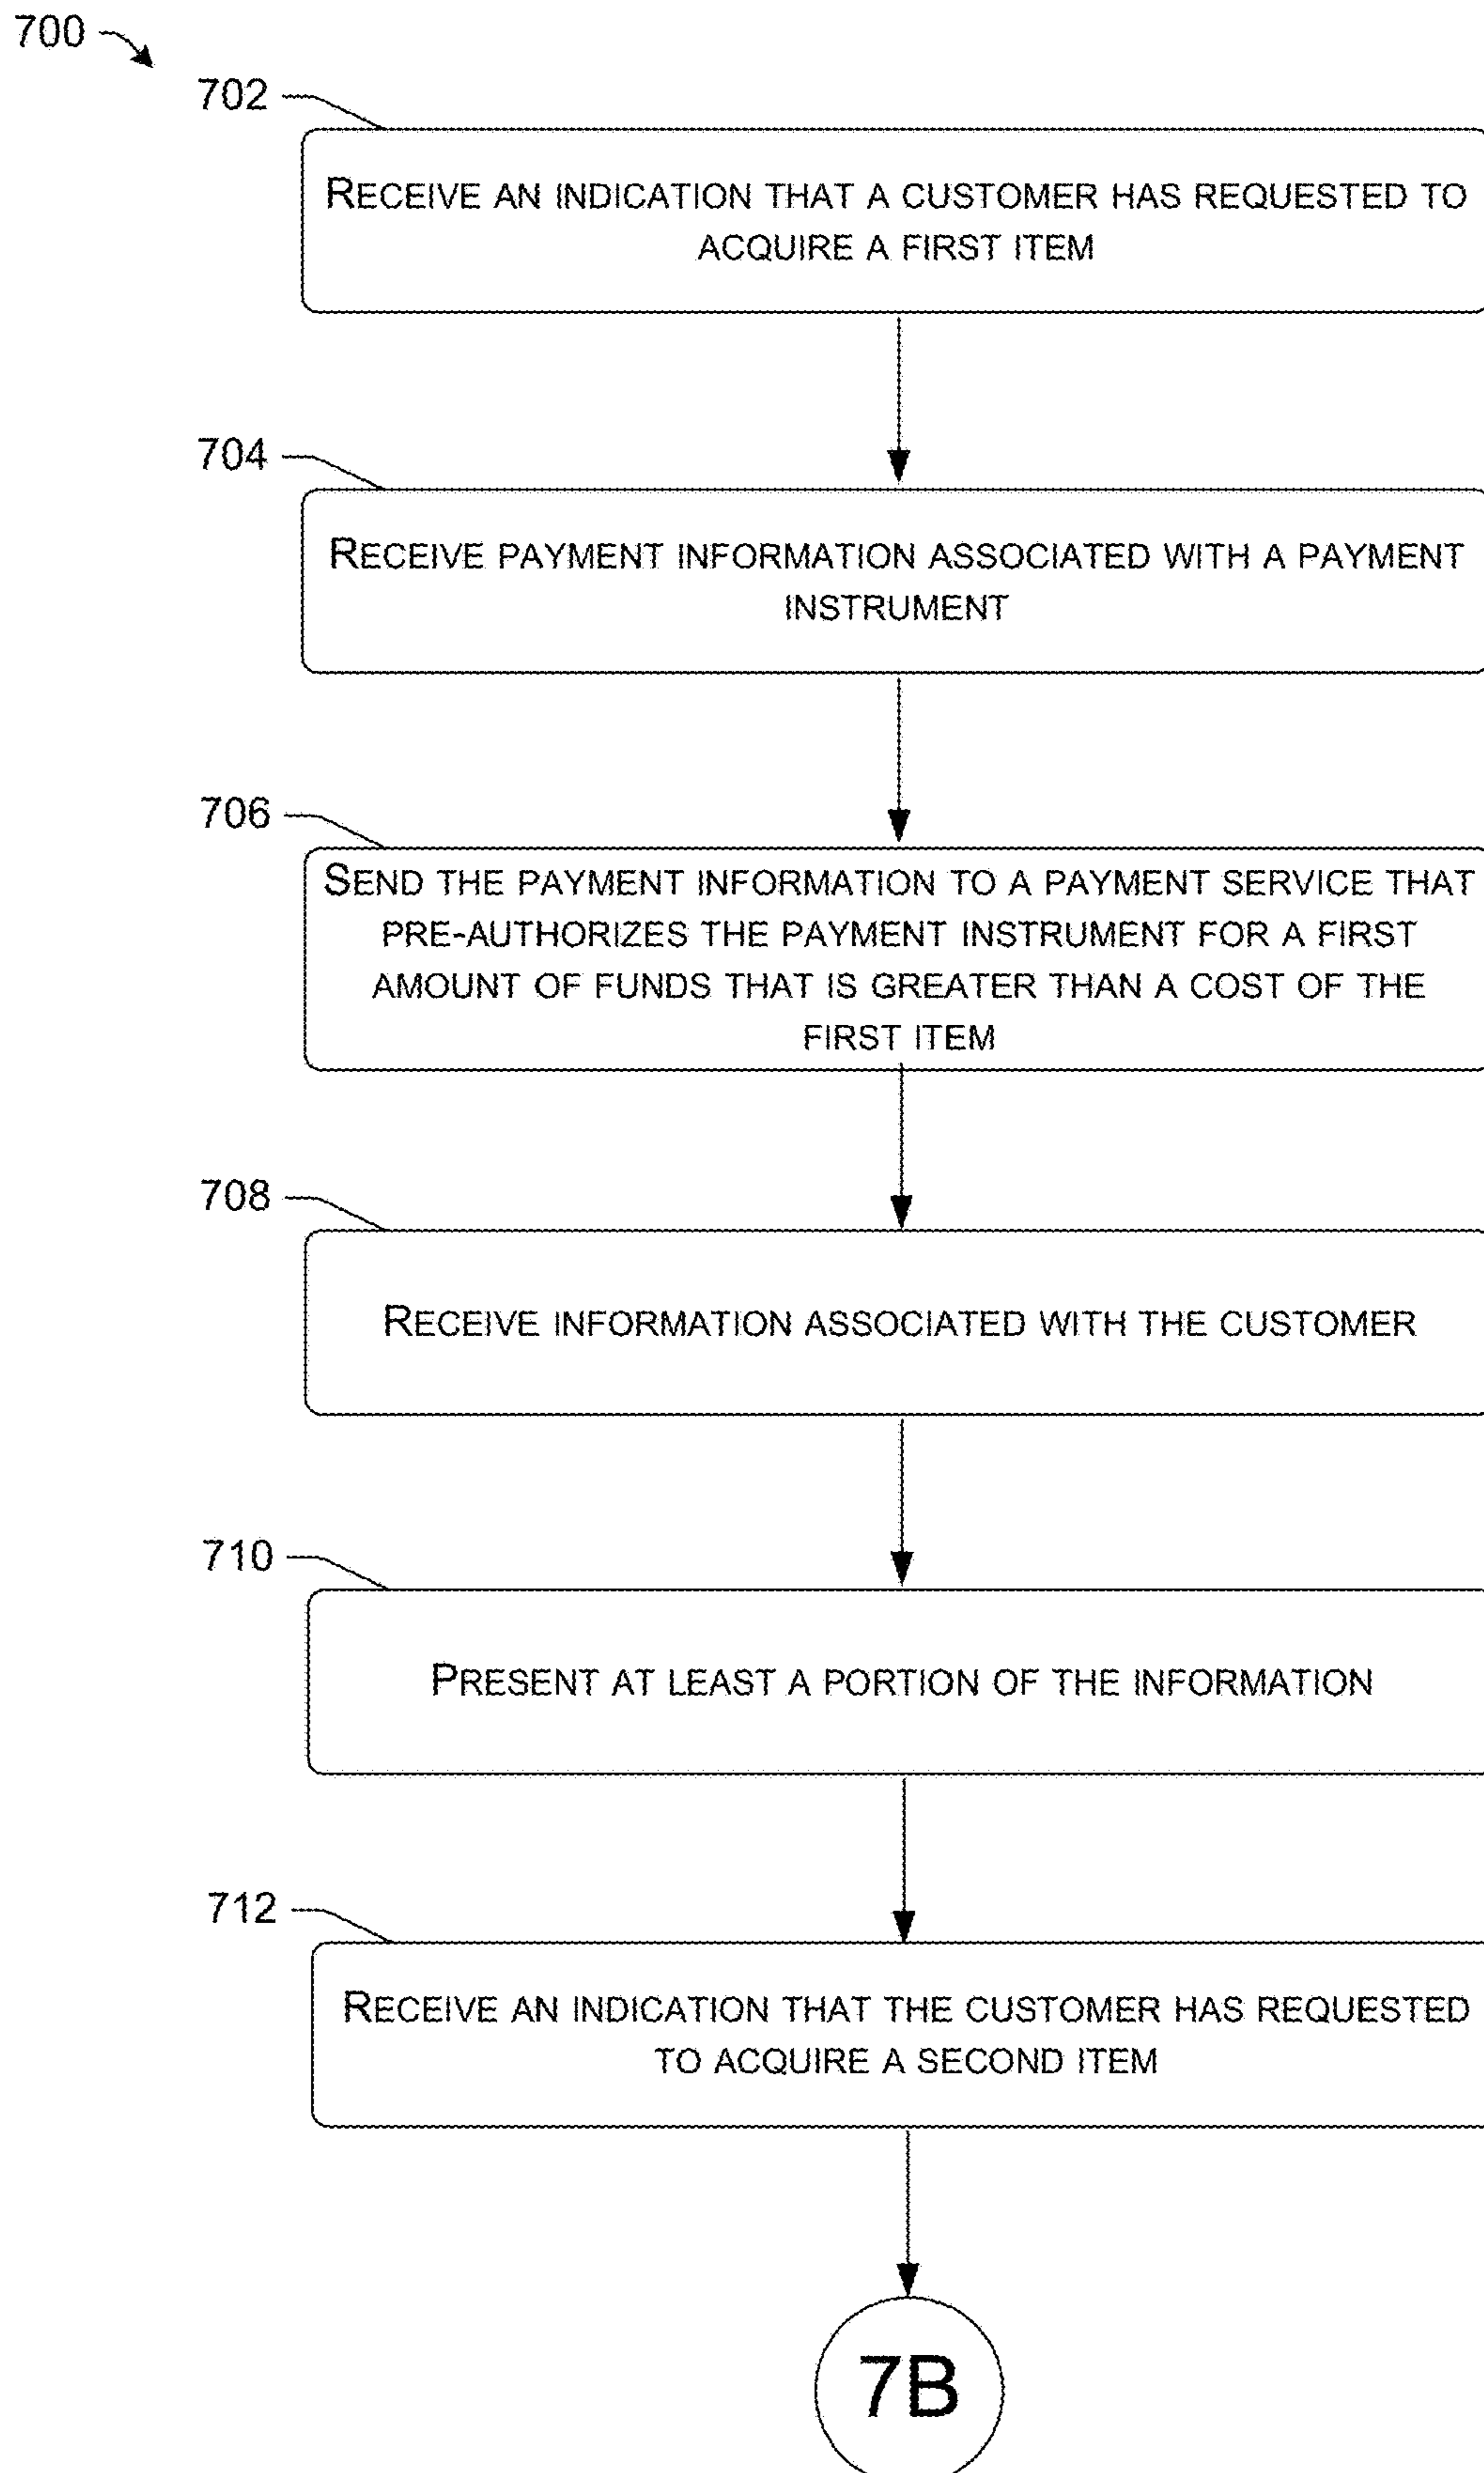 700
702
RECEIVE AN INDICATION THAT A CUSTOMER HAS REQUESTED TO
ACQUIRE A FIRST ITEM
704
RECEIVE PAYMENT INFORMATION ASSOCIATED WITH A PAYMENT
INSTRUMENT
706
SEND THE PAYMENT INFORMATION TO A PAYMENT SERVICE THAT
PRE-AUTHORIZES THE PAYMENT INSTRUMENT FOR A FIRST
AMOUNT OF FUNDS THAT IS GREATER THAN A COST OF THE
FIRST ITEM
708
RECEIVE INFORMATION ASSOCIATED WITH THE CUSTOMER
710
PRESENT AT LEAST A PORTION OF THE INFORMATION
712
RECEIVE AN INDICATION THAT THE CUSTOMER HAS REQUESTED
TO ACQUIRE A SECOND ITEM
7B